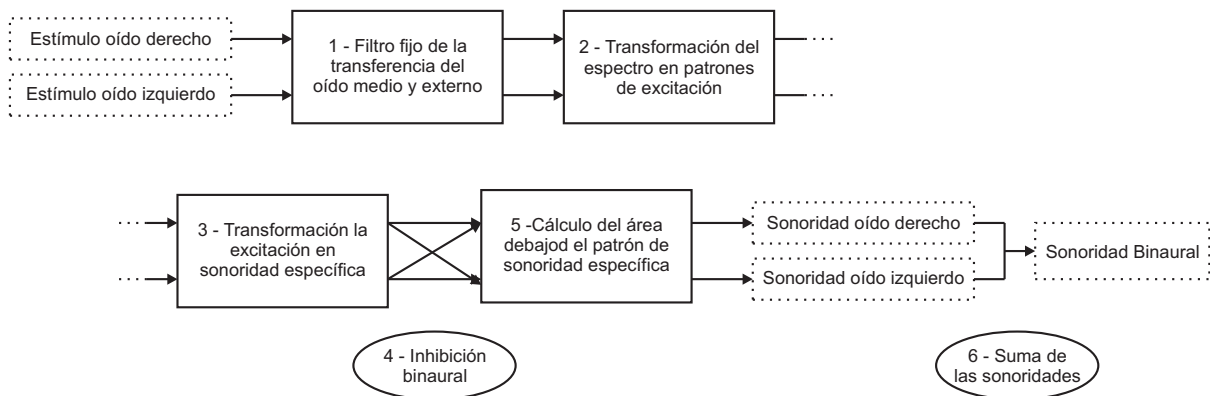 Estímulo oído derecho
Estímulo oído izquierdo
1 - Filtro fijo de la
transferencia del
oído medio y externo
2 - Transformación del
espectro en patrones
de excitación
3 - Transformación la
excitación en
sonoridad específica
5 -Cálculo del área
debajod el patrón de
sonoridad específica
Sonoridad oído derecho
Sonoridad oído izquierdo
Sonoridad Binaural
4 - Inhibición
binaural
6 - Suma de
las sonoridades